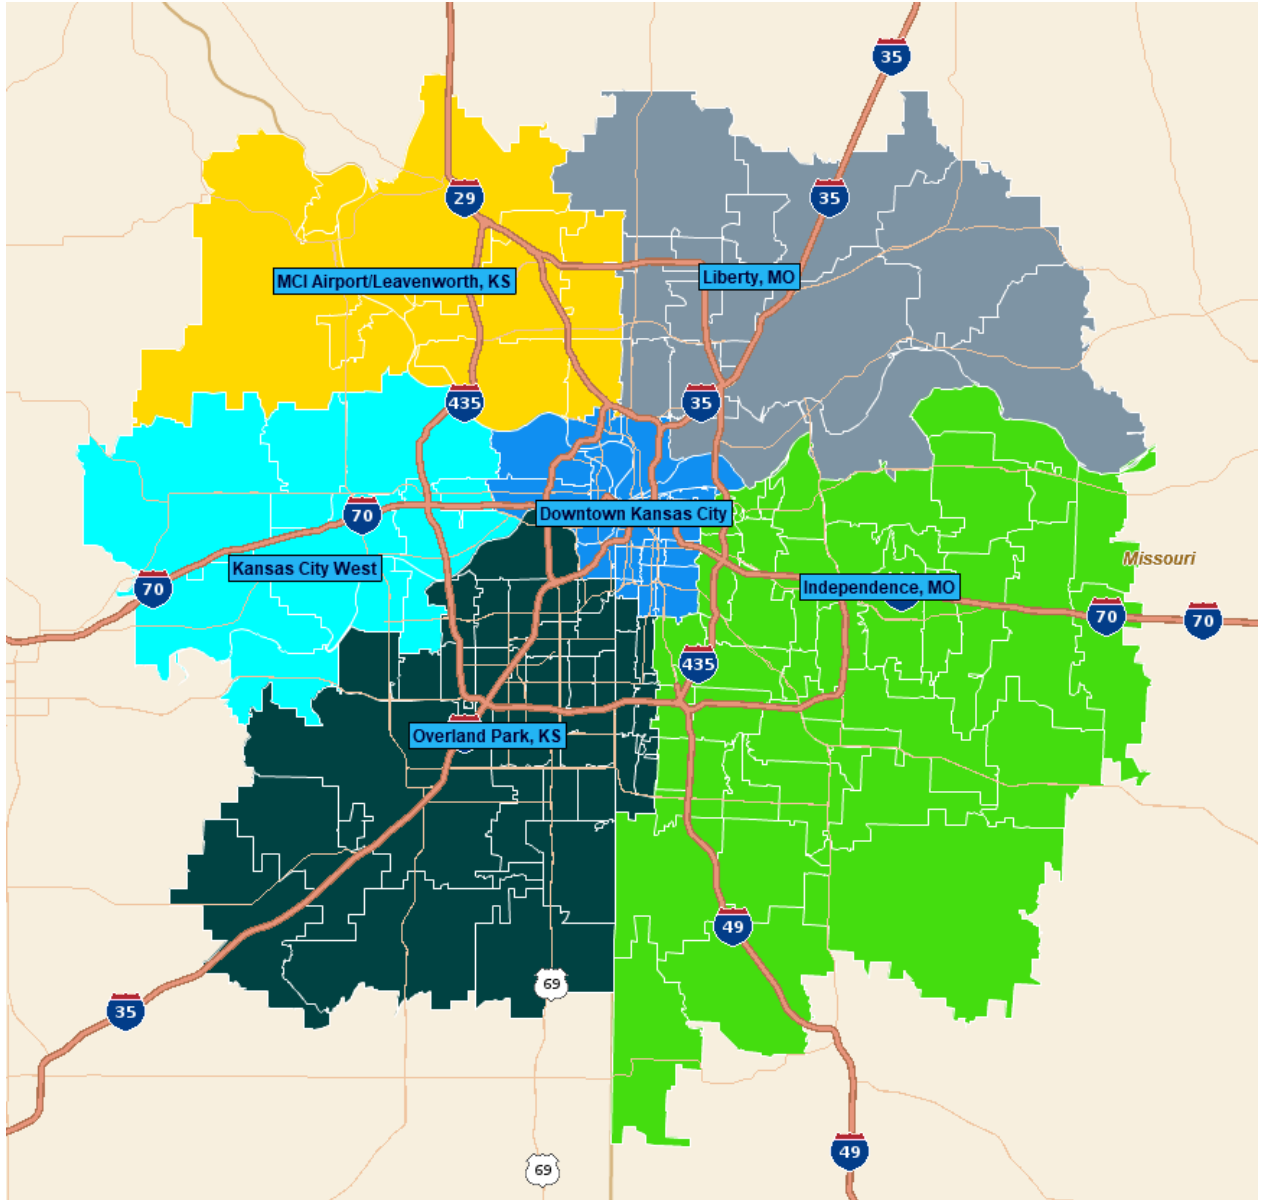 35
29
35
MCI Airport/Leavenworth, KS
Liberty, MO
435
35
70
Downtown Kansas City
Missouri
Kansas City West
70
Independence, MO
70
70
435
Overland Park, KS
49
69
35
49
69